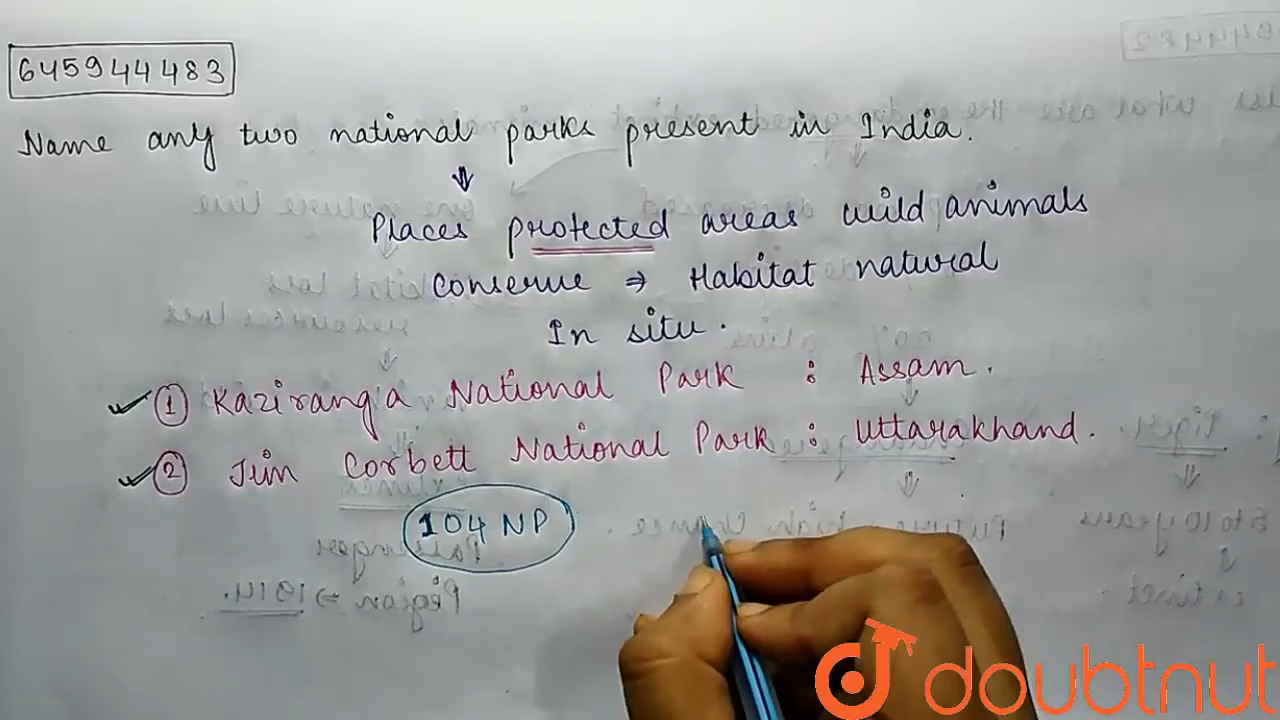 645944483
Name any two national parks present in India.
⇓
Places protected areas wild animals
Conserve ⇒ Habitat natural
In situ.
✓ ① Kaziranga National Park : Assam.
✓ ② Jim Corbett National Park : Uttarakhand.
104 NP
doubtnut